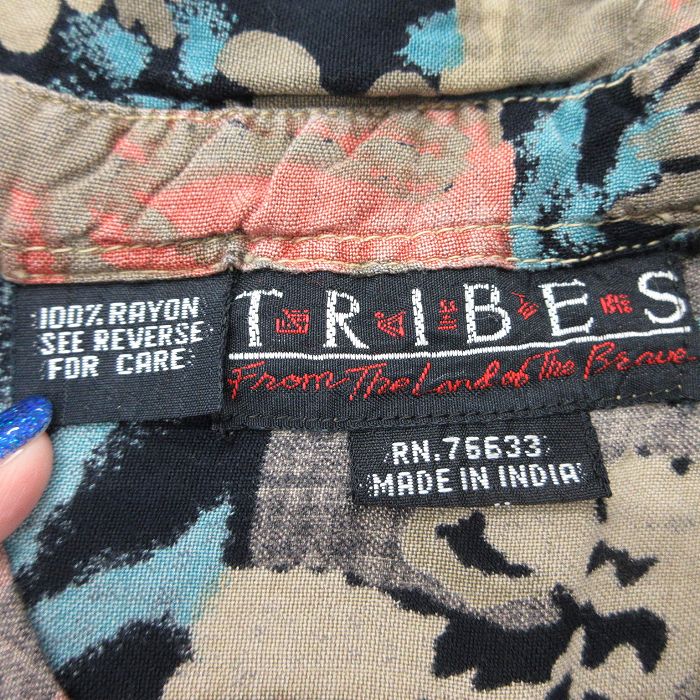 100% RAYON
SEE REVERSE
FOR CARE
TRIBES
From The Land of The Brave
RN.76633
MADE IN INDIA